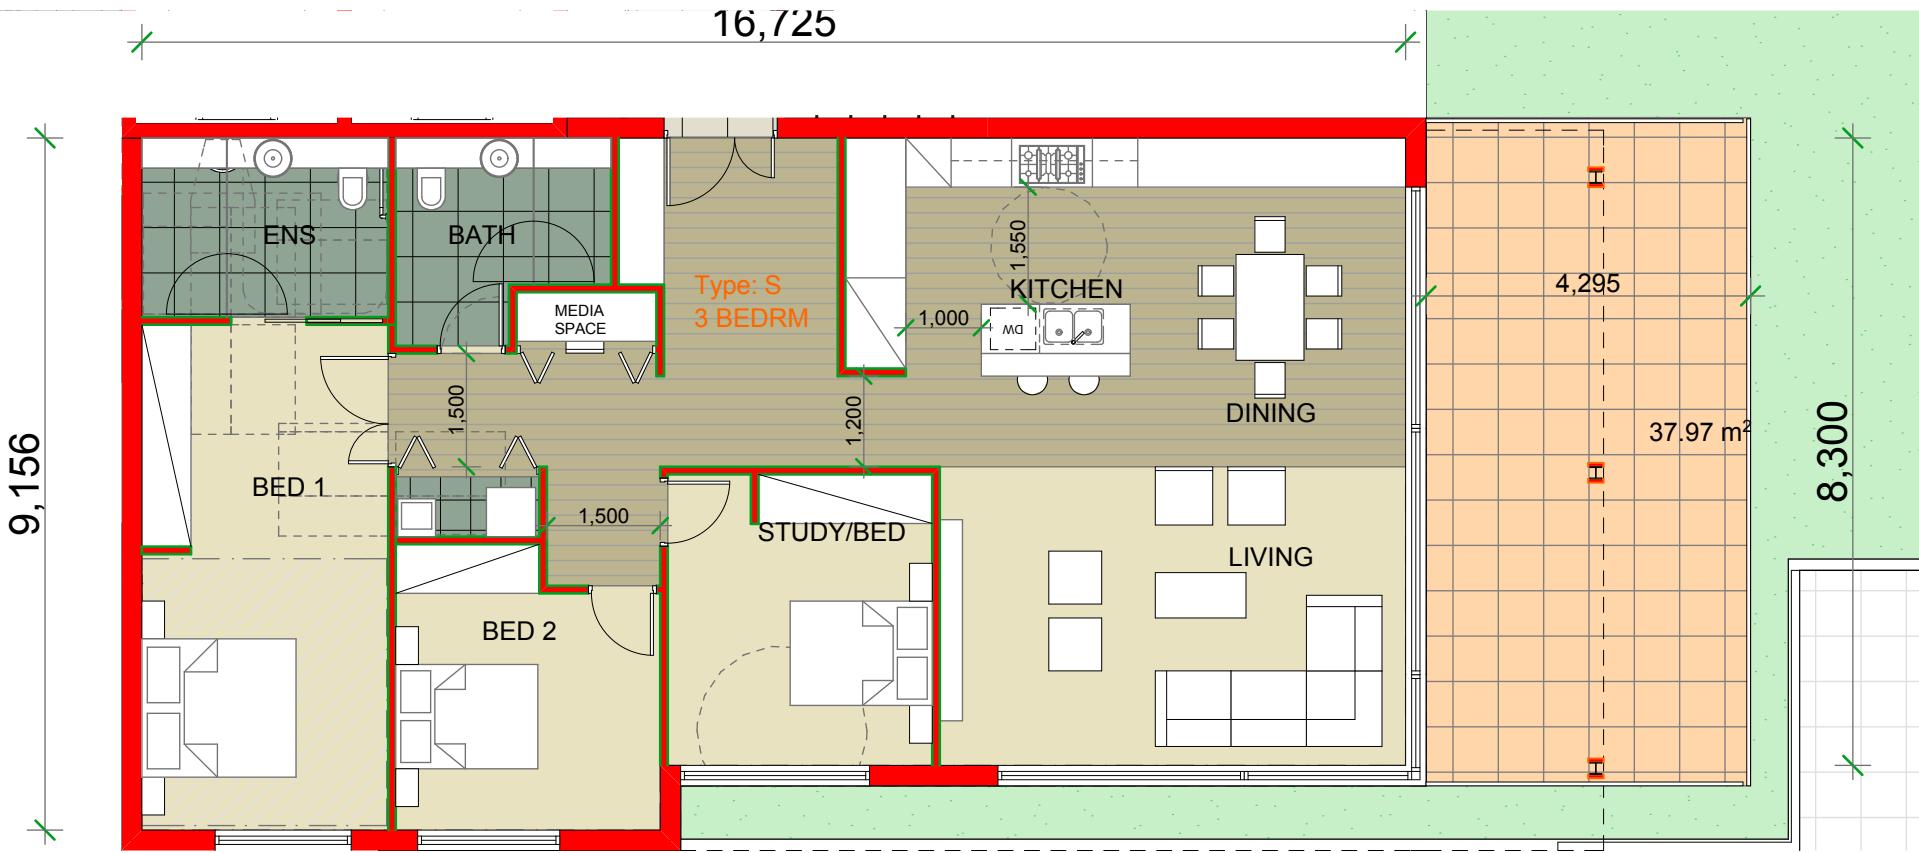 16,725
ENS
BATH
MEDIA
SPACE
Type: S
3 BEDRM
1,550
KITCHEN
1,000
DW
4,295
DINING
37.97 m²
1,500
1,200
9,156
8,300
BED 1
1,500
STUDY/BED
LIVING
BED 2